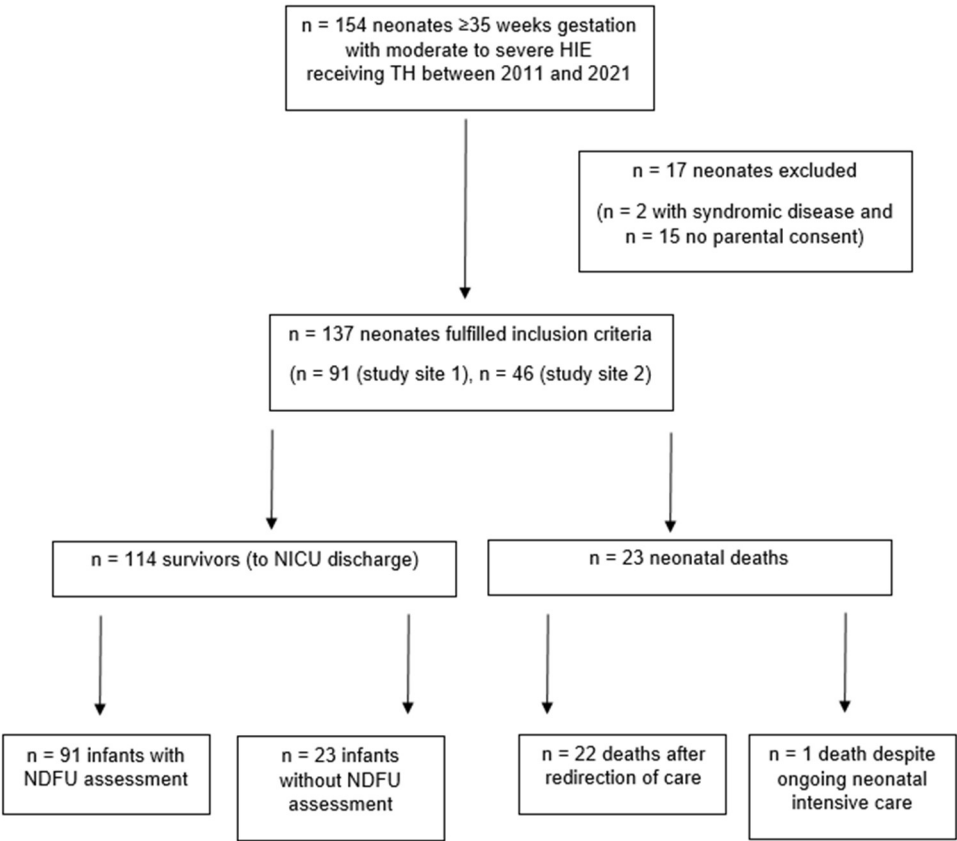 n = 154 neonates ≥35 weeks gestation
with moderate to severe HIE
receiving TH between 2011 and 2021
n = 17 neonates excluded
(n = 2 with syndromic disease and
n = 15 no parental consent)
n = 137 neonates fulfilled inclusion criteria
(n = 91 (study site 1), n = 46 (study site 2)
n = 114 survivors (to NICU discharge)
n = 23 neonatal deaths
n = 91 infants with
NDFU assessment
n = 23 infants
without NDFU
assessment
n = 22 deaths after
redirection of care
n = 1 death despite
ongoing neonatal
intensive care